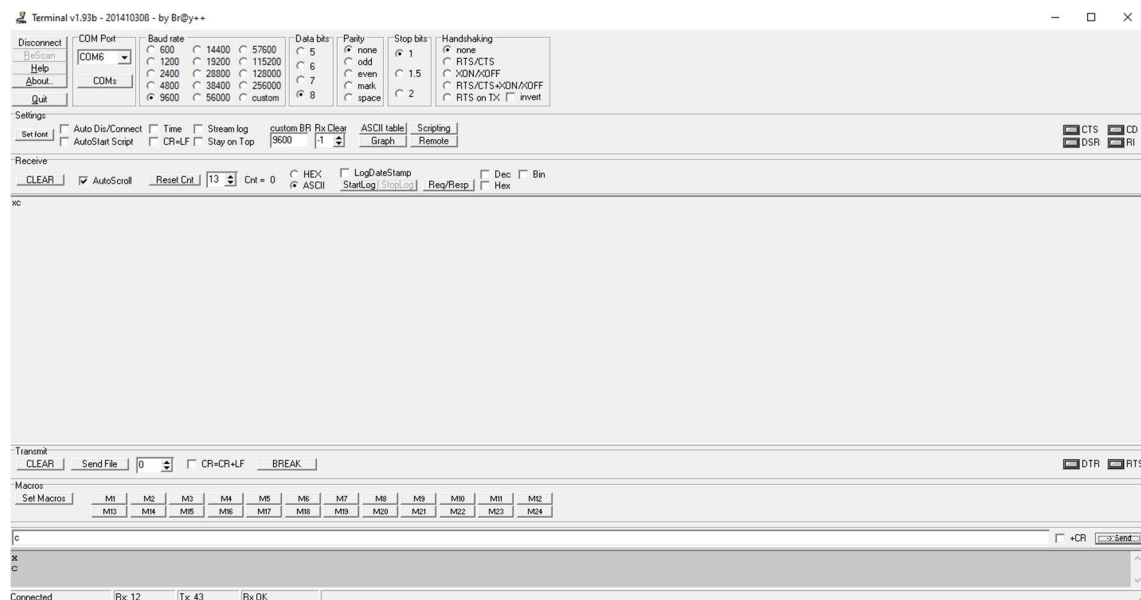 Terminal v1.93b - 20141030ß - by Br@y++
Disconnect
ReScan
Help
About..
Quit
COM Port
COM6
COMs
Baud rate
600 14400 57600
1200 19200 115200
2400 28800 128000
4800 38400 256000
9600 56000 custom
Data bits
5
6
7
8
Parity
none
odd
even
mark
space
Stop bits
1
1.5
2
Handshaking
none
RTS/CTS
XON/XOFF
RTS/CTS+XON/XOFF
RTS on TX invert
Settings
Set font
Auto Dis/Connect Time Stream log
AutoStart Script CR=LF Stay on Top
custom BR Rx Clear
9600 -1
ASCII table Scripting
Graph Remote
CTS CD
DSR RI
Receive
CLEAR AutoScroll Reset Cnt 13 Cnt = 0
HEX
ASCII
LogDateStamp
StartLog StopLog Req/Resp
Dec Bin
Hex
xc
Transmit
CLEAR Send File 0 CR=CR+LF BREAK
DTR RTS
Macros
Set Macros
M1 M2 M3 M4 M5 M6 M7 M8 M9 M10 M11 M12
M13 M14 M15 M16 M17 M18 M19 M20 M21 M22 M23 M24
c
+CR -> Send
x
c
Connected Rx: 12 Tx: 43 Rx OK